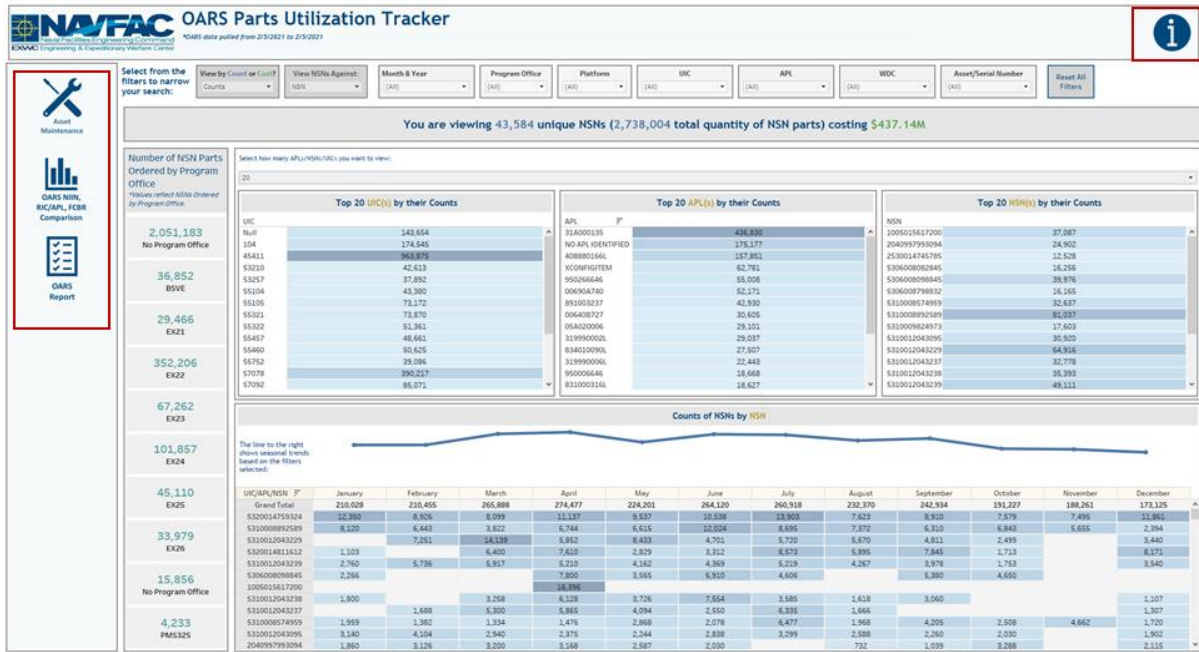 NAVFAC
Naval Facilities Engineering Command
EXWC Engineering & Expeditionary Warfare Center
OARS Parts Utilization Tracker
*OARS data pulled from 2/5/2021 to 2/5/2021
i
Asset
Maintenance
OARS NIIN,
RIC/APL, FCBR
Comparison
OARS
Report
Select from the
filters to narrow
your search:
View by Count or Cost?
Counts
View NSNs Against:
NSN
Month & Year
(All)
Program Office
(All)
Platform
(All)
UIC
(All)
APL
(All)
WDC
(All)
Asset/Serial Number
(All)
Reset All
Filters
You are viewing 43,584 unique NSNs (2,738,004 total quantity of NSN parts) costing $437.14M
Number of NSN Parts
Ordered by Program
Office
*Values reflect NSNs Ordered
by Program Office.
2,051,183
No Program Office
36,852
BSVE
29,466
EX21
352,206
EX22
67,262
EX23
101,857
EX24
45,110
EX25
33,979
EX26
15,856
No Program Office
4,233
PMS325
Select how many APLs/NSNs/UICs you want to view:
20
Top 20 UIC(s) by their Counts
UIC
Null 143,654
104 174,545
45411 963,875
53210 42,613
53257 37,892
55104 43,380
55105 73,172
55321 73,870
55322 51,361
55457 48,661
55460 50,625
55752 39,086
57078 390,217
57092 85,071
Top 20 APL(s) by their Counts
APL
31A000135 436,830
NO APL IDENTIFIED 175,177
408880166L 157,851
XCONFIGITEM 62,781
950266646 55,008
00690A740 52,171
891003237 42,930
006408727 30,605
05A020006 29,101
319990002L 29,037
834010090L 27,507
319990006L 22,443
950006646 18,668
831000316L 18,627
Top 20 NSN(s) by their Counts
NSN
1005015617200 37,087
2040997993094 24,902
2530014745785 12,528
5306008082845 16,256
5306008098845 39,976
5306008798832 16,165
5310008574959 32,637
5310008892589 81,037
5310009824973 17,603
5310012043095 30,920
5310012043229 64,916
5310012043237 32,778
5310012043238 35,393
5310012043239 49,111
Counts of NSNs by NSN
The line to the right
shows seasonal trends
based on the filters
selected:
UIC/APL/NSN January February March April May June July August September October November December
Grand Total 210,028 210,455 265,888 274,477 224,201 264,120 260,918 232,370 242,934 191,227 188,261 173,125
5320014759324 12,350 8,926 8,099 11,137 9,537 10,538 13,903 7,623 8,910 7,579 7,495 11,861
5310008892589 8,120 6,443 3,822 6,744 6,615 12,024 8,695 7,372 6,310 6,843 5,655 2,394
5310012043229 7,251 14,139 5,852 8,433 4,701 5,720 5,670 4,811 2,499 3,440
5320014811612 1,103 6,400 7,610 2,829 3,312 8,573 5,895 7,845 1,713 8,171
5310012043239 2,760 5,736 5,917 5,210 4,162 4,369 5,219 4,267 3,978 1,753 3,540
5306008098845 2,266 7,800 3,565 6,910 4,606 5,380 4,650
1005015617200 16,396
5310012043238 1,800 3,258 6,128 3,726 7,554 3,585 1,618 3,060 1,107
5310012043237 1,688 5,300 5,865 4,094 2,550 6,335 1,666 1,307
5310008574959 1,959 1,382 1,334 1,476 2,868 2,078 6,477 1,968 4,205 2,508 4,662 1,720
5310012043095 3,140 4,104 2,940 2,375 2,244 2,838 3,299 2,588 2,260 2,030 1,902
2040997993094 1,860 3,126 3,200 3,168 2,587 2,030 732 1,039 3,288 2,115